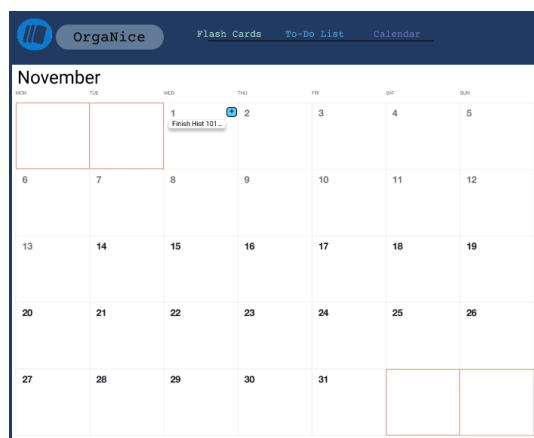 OrgaNice Flash Cards To-Do List Calendar
November
MON TUE WED THU FRI SAT SUN
1 + 2 3 4 5
Finish Hist 101...
6 7 8 9 10 11 12
13 14 15 16 17 18 19
20 21 22 23 24 25 26
27 28 29 30 31